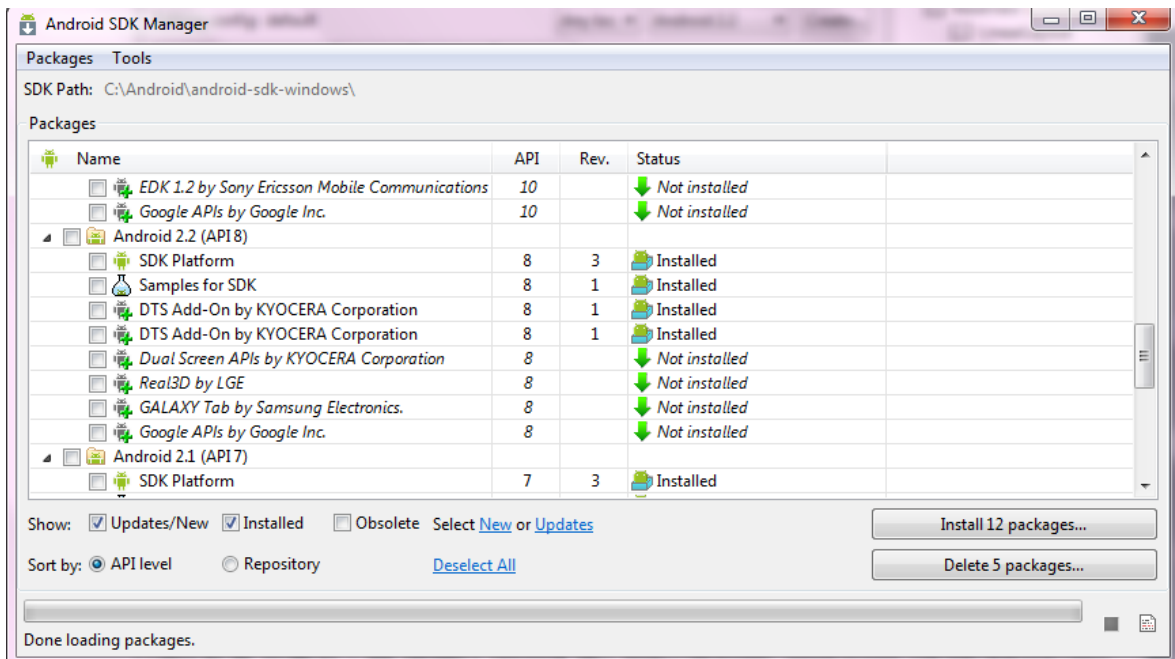 Android SDK Manager
Packages Tools
SDK Path: C:\Android\android-sdk-windows\
Packages
Name API Rev. Status
EDK 1.2 by Sony Ericsson Mobile Communications 10 Not installed
Google APIs by Google Inc. 10 Not installed
Android 2.2 (API 8)
SDK Platform 8 3 Installed
Samples for SDK 8 1 Installed
DTS Add-On by KYOCERA Corporation 8 1 Installed
DTS Add-On by KYOCERA Corporation 8 1 Installed
Dual Screen APIs by KYOCERA Corporation 8 Not installed
Real3D by LGE 8 Not installed
GALAXY Tab by Samsung Electronics. 8 Not installed
Google APIs by Google Inc. 8 Not installed
Android 2.1 (API 7)
SDK Platform 7 3 Installed
Show: Updates/New Installed Obsolete Select New or Updates Install 12 packages...
Sort by: API level Repository Deselect All Delete 5 packages...
Done loading packages.